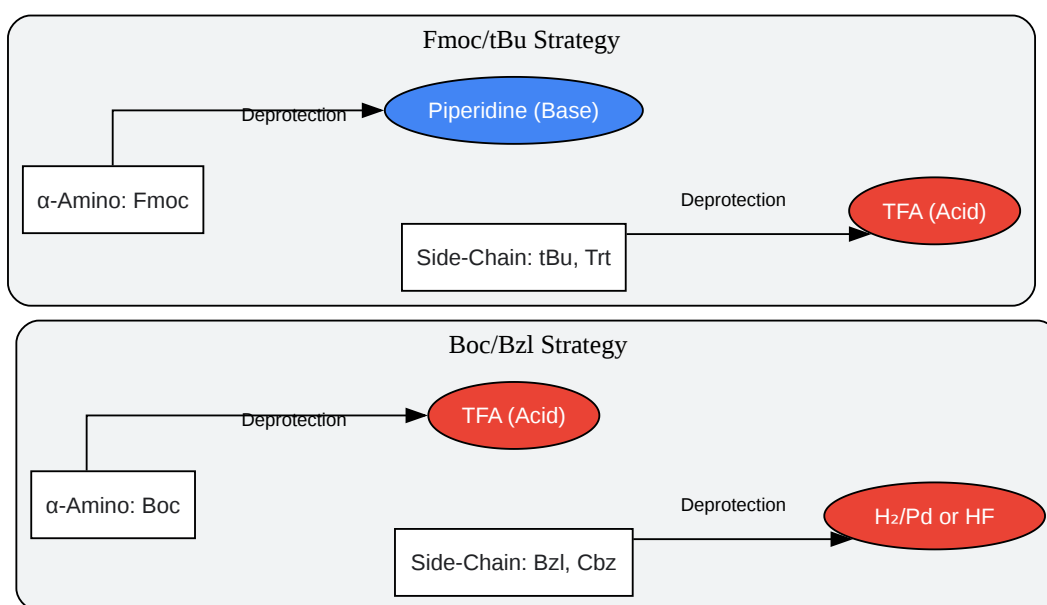 Fmoc/tBu Strategy
Deprotection
Piperidine (Base)
α-Amino: Fmoc
Deprotection
TFA (Acid)
Side-Chain: tBu, Trt
Boc/Bzl Strategy
Deprotection
TFA (Acid)
α-Amino: Boc
Deprotection
H₂/Pd or HF
Side-Chain: Bzl, Cbz